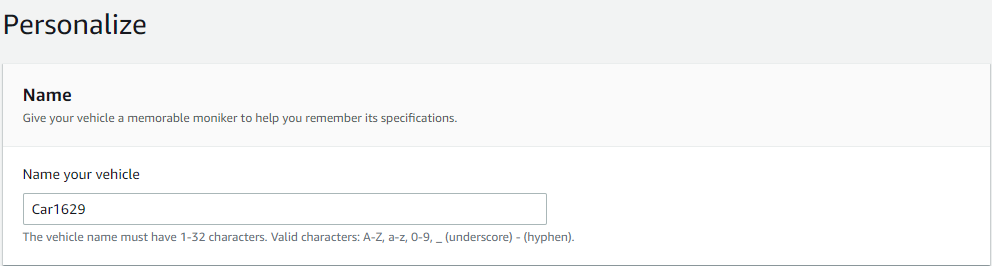 Personalize
Name
Give your vehicle a memorable moniker to help you remember its specifications.
Name your vehicle
Car1629
The vehicle name must have 1-32 characters. Valid characters: A-Z, a-z, 0-9, _ (underscore) - (hyphen).